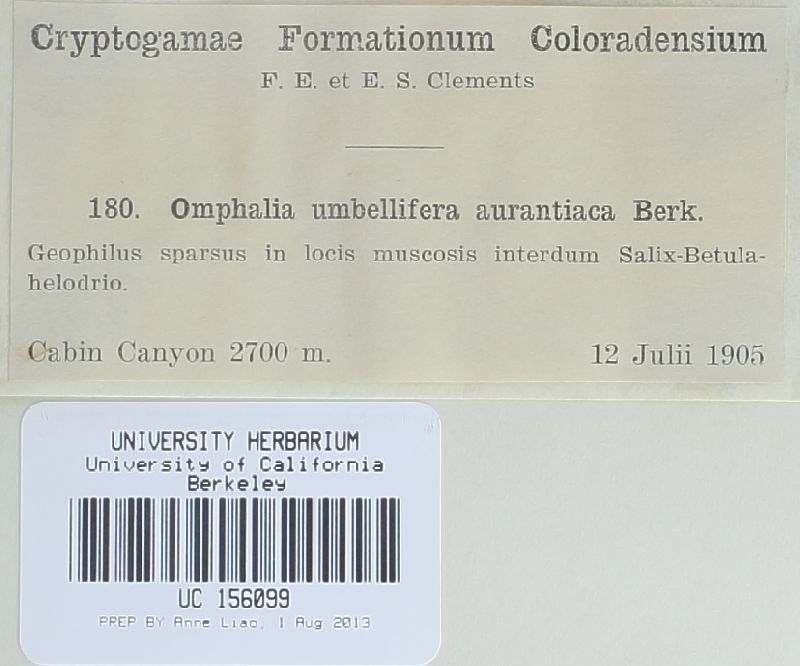 Cryptogamae Formationum Coloradensium
F. E. et E. S. Clements
180. Omphalia umbellifera aurantiaca Berk.
Geophilus sparsus in locis muscosis interdum Salix-Betula-
helodrio.
Cabin Canyon 2700 m. 12 Julii 1905
UNIVERSITY HERBARIUM
University of California
Berkeley
UC 156099
PREP BY Anne Liao, 1 Aug 2013